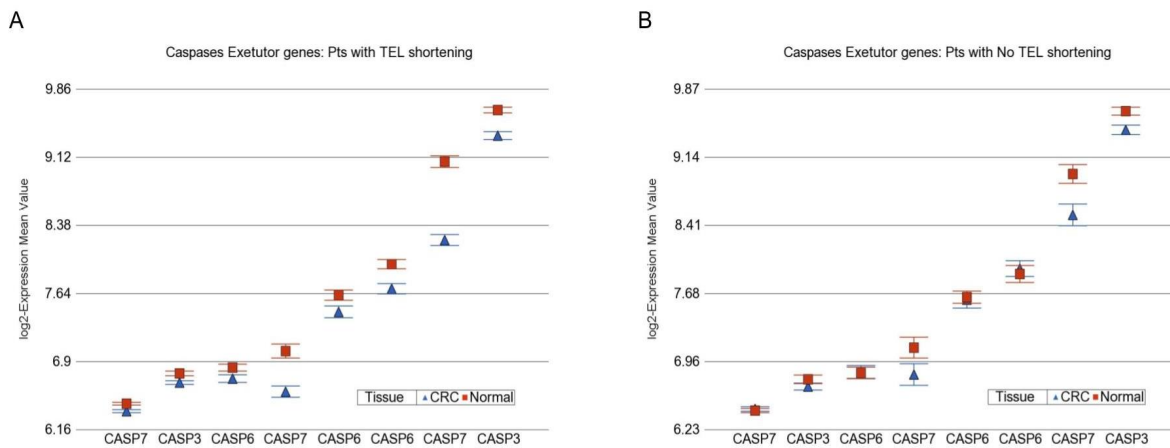 A
Caspases Exetutor genes: Pts with TEL shortening
log2-Expression Mean Value
9.86
9.12
8.38
7.64
6.9
6.16
Tissue CRC Normal
CASP7 CASP3 CASP6 CASP7 CASP6 CASP6 CASP7 CASP3
B
Caspases Exetutor genes: Pts with No TEL shortening
log2-Expression Mean Value
9.87
9.14
8.41
7.68
6.96
6.23
Tissue CRC Normal
CASP7 CASP3 CASP6 CASP7 CASP6 CASP6 CASP7 CASP3